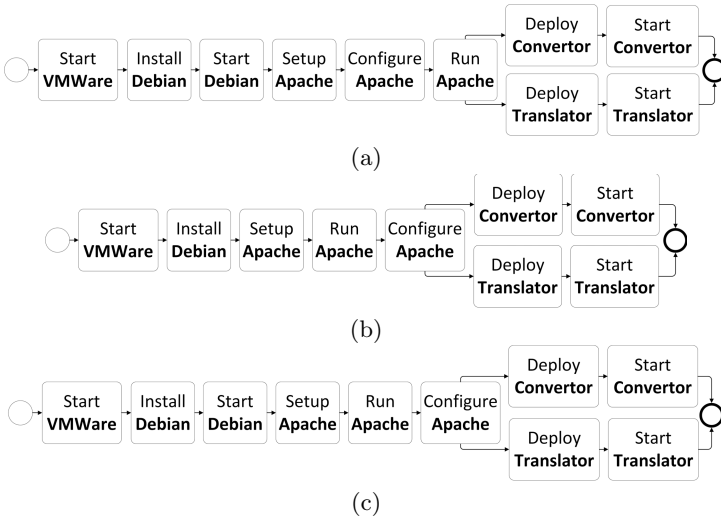 Start
VMWare
Install
Debian
Start
Debian
Setup
Apache
Configure
Apache
Run
Apache
Deploy
Convertor
Start
Convertor
Deploy
Translator
Start
Translator
(a)
Start
VMWare
Install
Debian
Setup
Apache
Run
Apache
Configure
Apache
Deploy
Convertor
Start
Convertor
Deploy
Translator
Start
Translator
(b)
Start
VMWare
Install
Debian
Start
Debian
Setup
Apache
Run
Apache
Configure
Apache
Deploy
Convertor
Start
Convertor
Deploy
Translator
Start
Translator
(c)